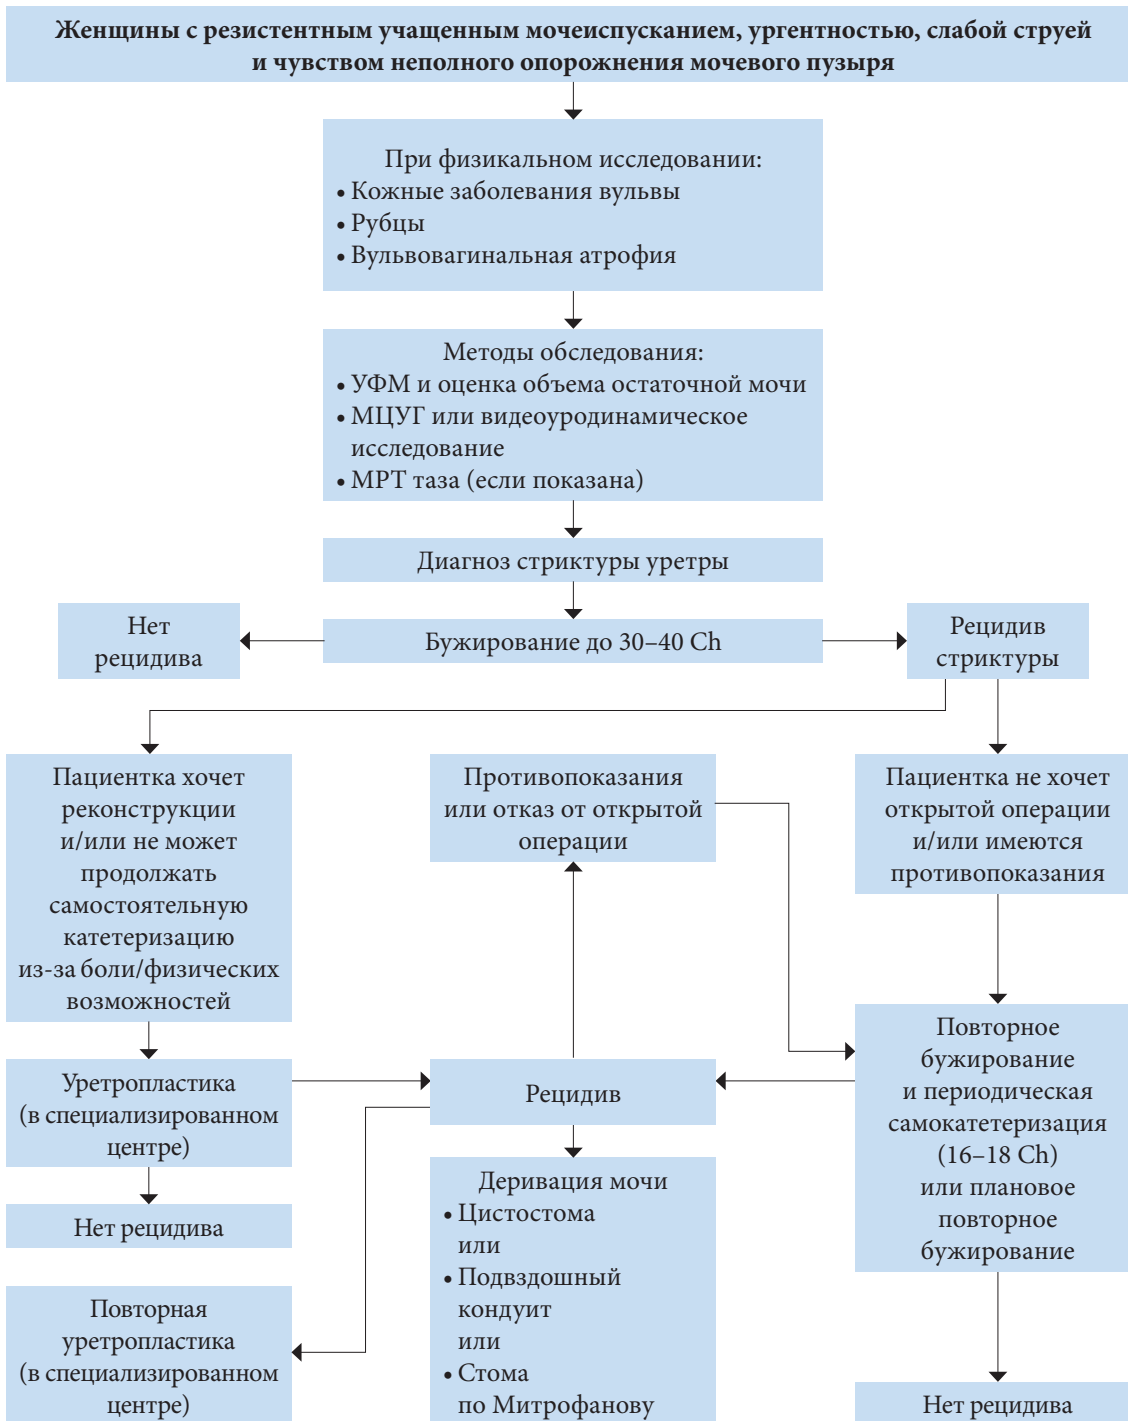 Женщины с резистентным учащенным мочеиспусканием, ургентностью, слабой струей
и чувством неполного опорожнения мочевого пузыря
При физикальном исследовании:
• Кожные заболевания вульвы
• Рубцы
• Вульвовагинальная атрофия
Методы обследования:
• УФМ и оценка объема остаточной мочи
• МЦУГ или видеоуродинамическое
исследование
• МРТ таза (если показана)
Диагноз стриктуры уретры
Нет
рецидива
Бужирование до 30–40 Ch
Рецидив
стриктуры
Пациентка хочет
реконструкции
и/или не может
продолжать
самостоятельную
катетеризацию
из-за боли/физических
возможностей
Противопоказания
или отказ от открытой
операции
Пациентка не хочет
открытой операции
и/или имеются
противопоказания
Уретропластика
(в специализированном
центре)
Рецидив
Повторное
бужирование
и периодическая
самокатетеризация
(16–18 Ch)
или плановое
повторное
бужирование
Нет рецидива
Деривация мочи
• Цистостома
или
• Подвздошный
кондуит
или
• Стома
по Митрофанову
Повторная
уретропластика
(в специализированном
центре)
Нет рецидива